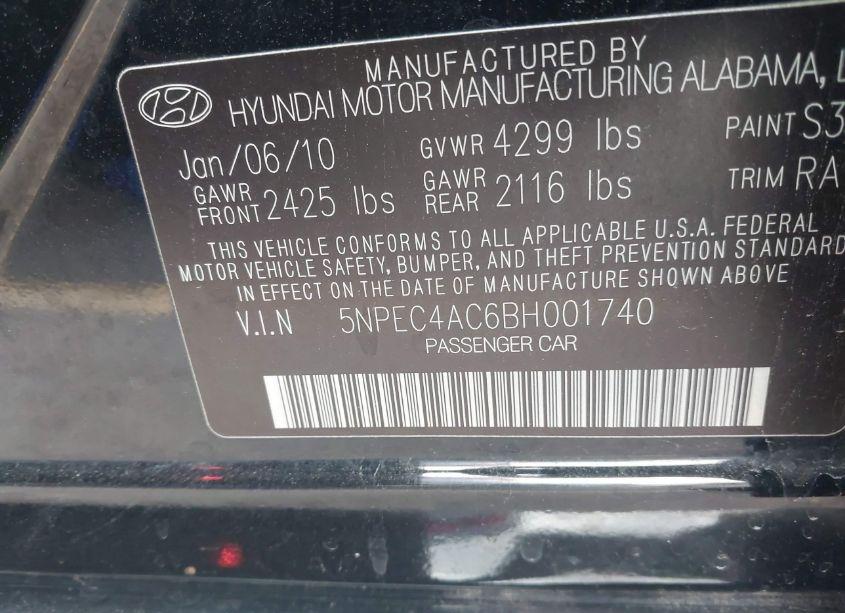 MANUFACTURED BY
HYUNDAI MOTOR MANUFACTURING ALABAMA,
Jan/06/10 GVWR 4299 lbs PAINT S3
GAWR FRONT 2425 lbs GAWR REAR 2116 lbs TRIM RA
THIS VEHICLE CONFORMS TO ALL APPLICABLE U.S.A. FEDERAL
MOTOR VEHICLE SAFETY, BUMPER, AND THEFT PREVENTION STANDARD
IN EFFECT ON THE DATE OF MANUFACTURE SHOWN ABOVE
V.I.N 5NPEC4AC6BH001740
PASSENGER CAR